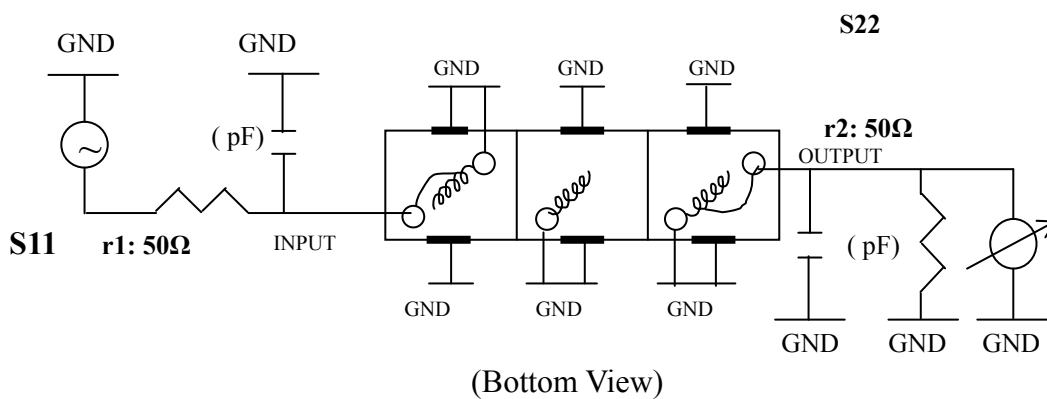 S22
GND
GND
GND
GND
GND
( pF)
r2: 50Ω
OUTPUT
S11
r1: 50Ω
INPUT
( pF)
GND
GND
GND
GND
GND
GND
(Bottom View)